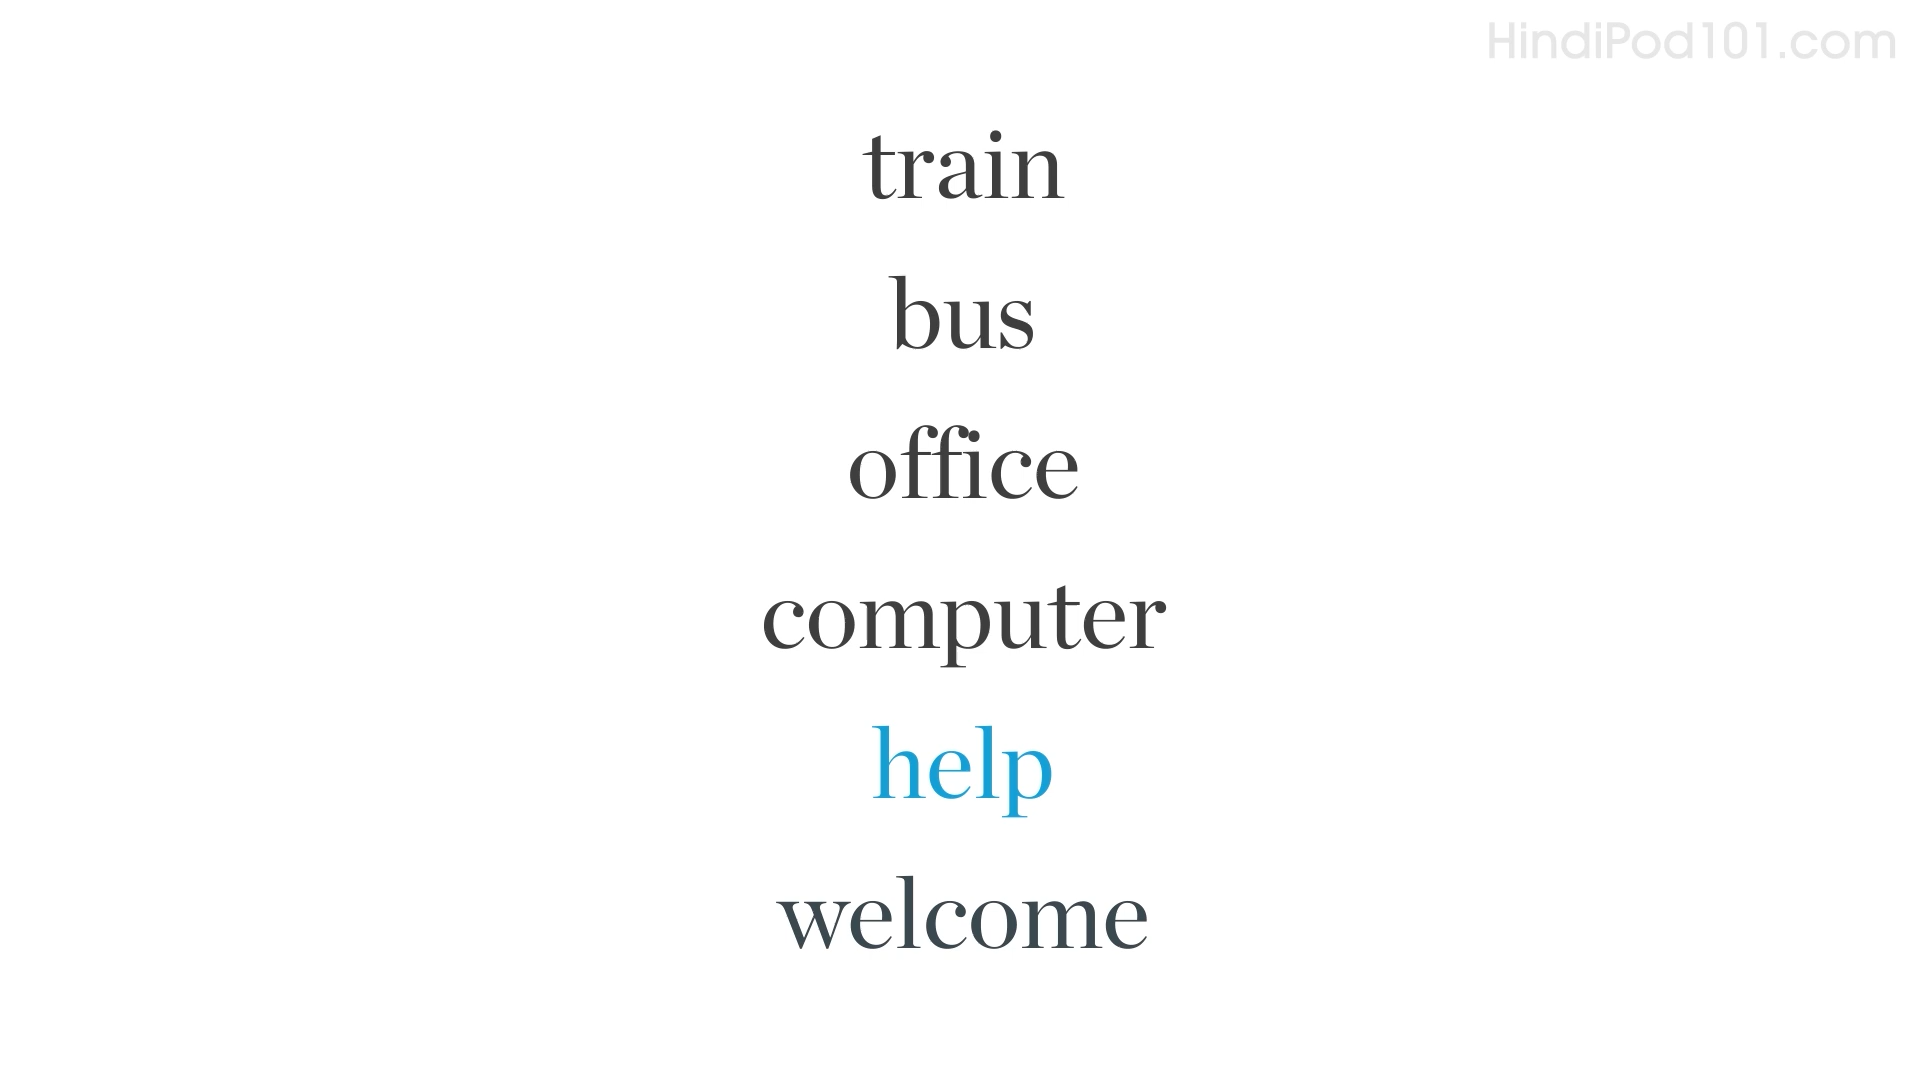 HindiPod101.com
train
bus
office
computer
help
welcome